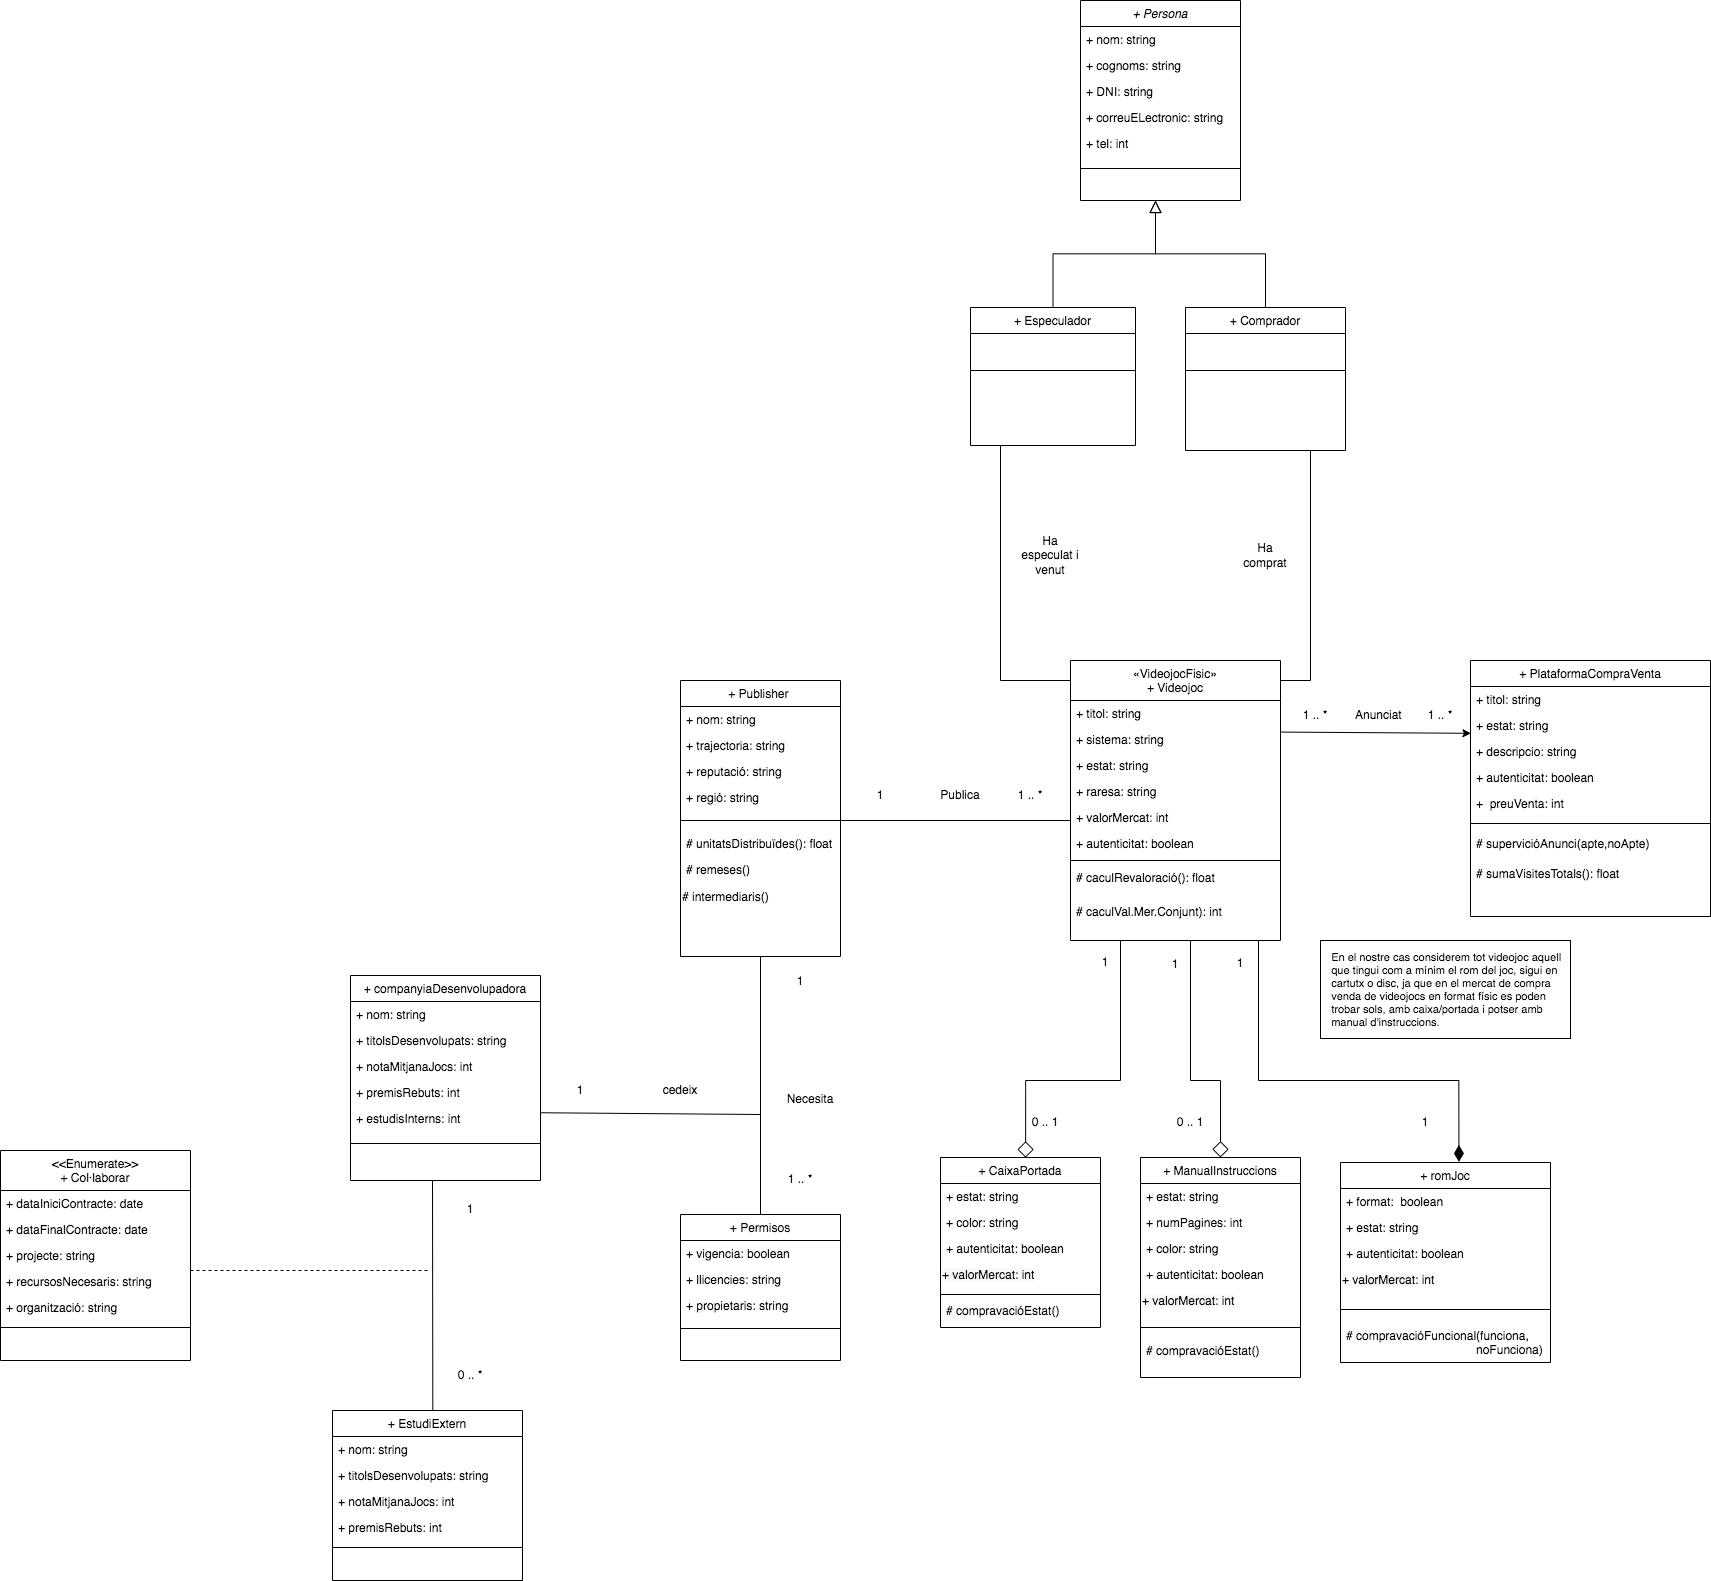 + Persona
+ nom: string
+ cognoms: string
+ DNI: string
+ correuELectronic: string
+ tel: int
+ Especulador
+ Comprador
Ha
especulat i
venut
Ha
comprat
+ Publisher
+ nom: string
+ trajectoria: string
+ reputació: string
+ regió: string
# unitatsDistribuïdes(): float
# remeses()
# intermediaris()
1
Publica
1 .. *
«VideojocFisic»
+ Videojoc
+ titol: string
+ sistema: string
+ estat: string
+ raresa: string
+ valorMercat: int
+ autenticitat: boolean
# caculRevaloració(): float
# caculVal.Mer.Conjunt): int
1 .. *
Anunciat
1 .. *
+ PlataformaCompraVenta
+ titol: string
+ estat: string
+ descripcio: string
+ autenticitat: boolean
+  preuVenta: int
# supervicióAnunci(apte,noApte)
# sumaVisitesTotals(): float
En el nostre cas considerem tot videojoc aquell
que tingui com a mínim el rom del joc, sigui en
cartutx o disc, ja que en el mercat de compra
venda de videojocs en format físic es poden
trobar sols, amb caixa/portada i potser amb
manual d'instruccions.
1
1
1
0 .. 1
0 .. 1
1
+ companyiaDesenvolupadora
+ nom: string
+ titolsDesenvolupats: string
+ notaMitjanaJocs: int
+ premisRebuts: int
+ estudisInterns: int
1
cedeix
1
Necesita
1 .. *
<<Enumerate>>
+ Col·laborar
+ dataIniciContracte: date
+ dataFinalContracte: date
+ projecte: string
+ recursosNecesaris: string
+ organització: string
1
0 .. *
+ Permisos
+ vigencia: boolean
+ llicencies: string
+ propietaris: string
+ CaixaPortada
+ estat: string
+ color: string
+ autenticitat: boolean
+ valorMercat: int
# compravacióEstat()
+ ManualInstruccions
+ estat: string
+ numPagines: int
+ color: string
+ autenticitat: boolean
+ valorMercat: int
# compravacióEstat()
+ romJoc
+ format:  boolean
+ estat: string
+ autenticitat: boolean
+ valorMercat: int
# compravacióFuncional(funciona,
noFunciona)
+ EstudiExtern
+ nom: string
+ titolsDesenvolupats: string
+ notaMitjanaJocs: int
+ premisRebuts: int